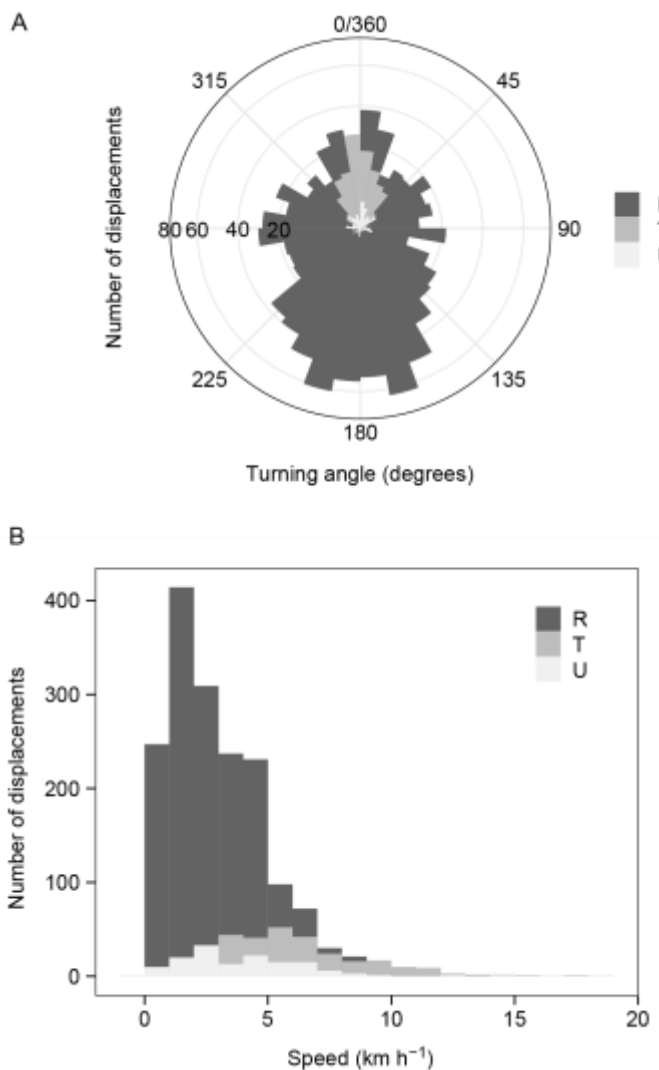 A
0/360
315
45
Number of displacements
80 60 40 20
90
225
135
180
Turning angle (degrees)
B
400
300
200
100
0
Number of displacements
R
T
U
0 5 10 15 20
Speed (km h⁻¹)